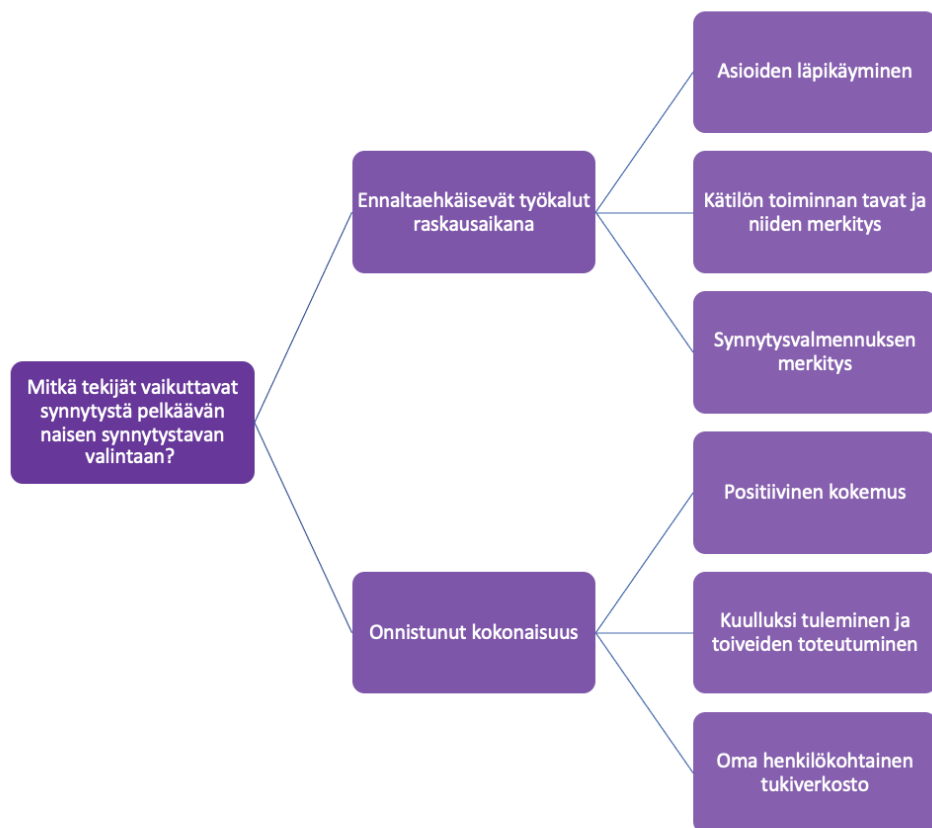 Asioiden läpikäyminen
Ennaltaehkäisevät työkalut
raskausaikana
Kätilön toiminnan tavat ja
niiden merkitys
Synnytysvalmennuksen
merkitys
Mitkä tekijät vaikuttavat
synnytystä pelkäävän
naisen synnytystavan
valintaan?
Positiivinen kokemus
Onnistunut kokonaisuus
Kuulluksi tuleminen ja
toiveiden toteutuminen
Oma henkilökohtainen
tukiverkosto